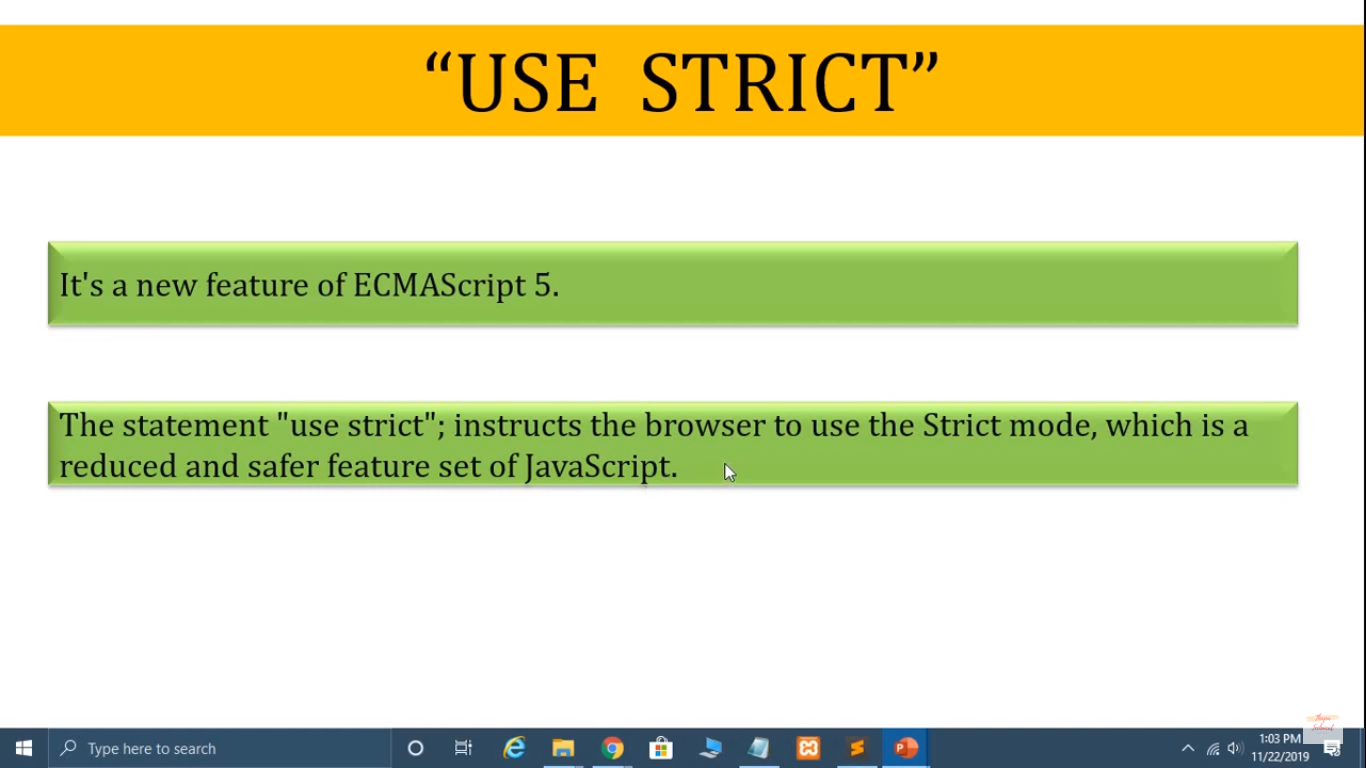 “USE STRICT”
It's a new feature of ECMAScript 5.
The statement "use strict"; instructs the browser to use the Strict mode, which is a
reduced and safer feature set of JavaScript.
Type here to search
1:03 PM
11/22/2019